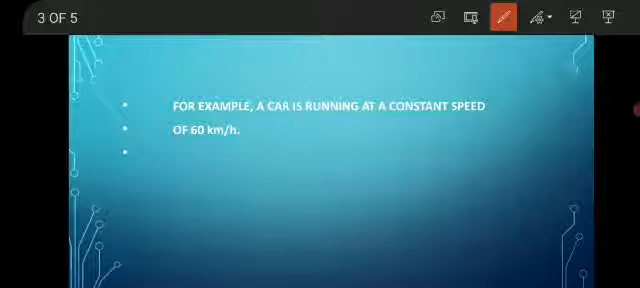 3 OF 5
FOR EXAMPLE, A CAR IS RUNNING AT A CONSTANT SPEED
OF 60 km/h.